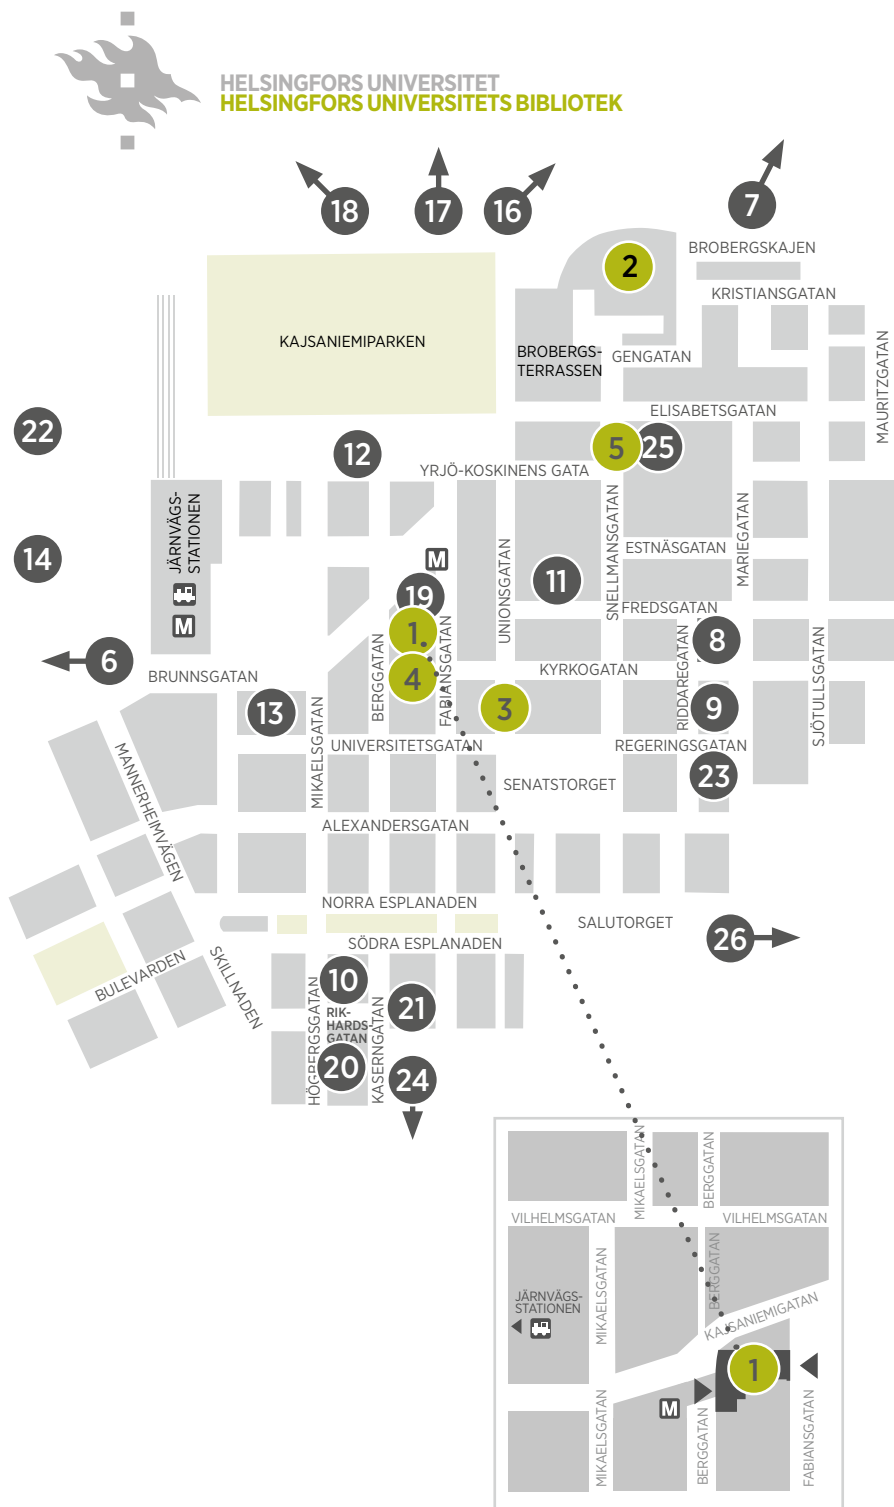 HELSINGFORS UNIVERSITET
HELSINGFORS UNIVERSITETS BIBLIOTEK
18
17
16
7
2
BROBERGSKAJEN
KRISTIANSGATAN
KAJSANIEMIPARKEN
BROBERGS-
TERRASSEN
GENGATAN
MAURITZGATAN
ELISABETSGATAN
22
12
5
25
YRJÖ-KOSKINENS GATA
JÄRNVÄGS-
STATIONEN
M
14
M
UNIONSGATAN
SNELLMANSGATAN
ESTNÄSGATAN
MARIEGATAN
11
19
FREDSGATAN
1
8
6
BRUNNSGATAN
BERGGATAN
4
FABIANSGATAN
KYRKOGATAN
RIDDAREGATAN
SJÖTULLSGATAN
13
3
9
MIKAELSGATAN
UNIVERSITETSGATAN
REGERINGSGATAN
23
SENATSTORGET
MANNERHEIMVÄGEN
ALEXANDERSGATAN
NORRA ESPLANADEN
SALUTORGET
26
SÖDRA ESPLANADEN
BULEVARDEN
SKILLNADEN
10
HÖGBERGSGATAN
RIK-
HARDS-
GATAN
KASERNGATAN
21
20
24
MIKAELSGATAN
BERGGATAN
VILHELMSGATAN
VILHELMSGATAN
MIKAELSGATAN
BERGGATAN
JÄRNVÄGS-
STATIONEN
KAJSANIEMIGATAN
1
M
MIKAELSGATAN
BERGGATAN
FABIANSGATAN